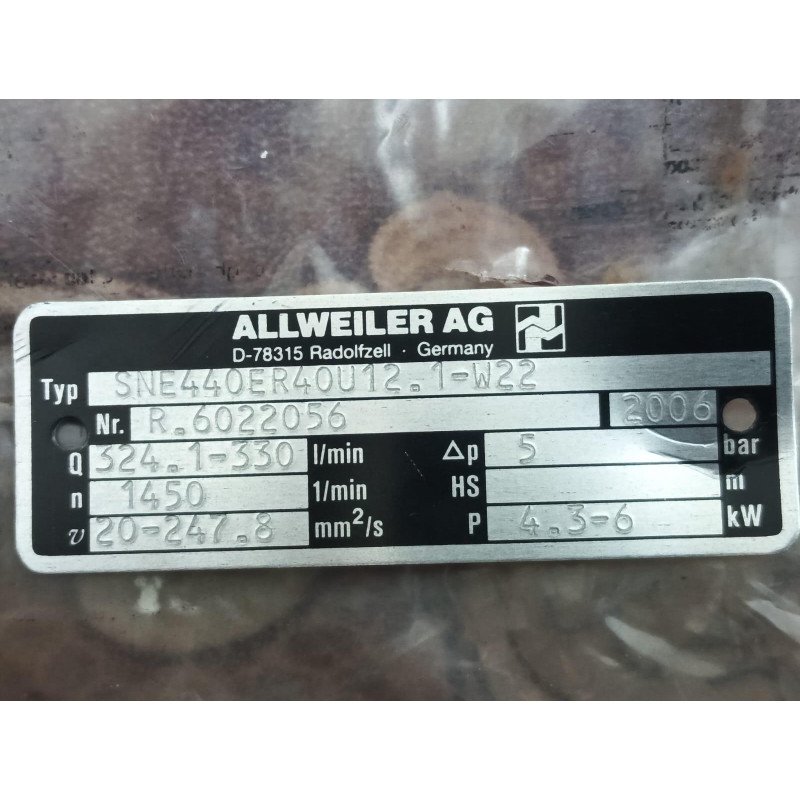 ALLWEILER AG
D-78315 Radolfzell · Germany
Typ SNE440ER40U12.1-W22
Nr. R.6022056 2006
Q 324.1-330 l/min Δp 5 bar
n 1450 1/min HS m
ν 20-247.8 mm²/s P 4.3-6 kW